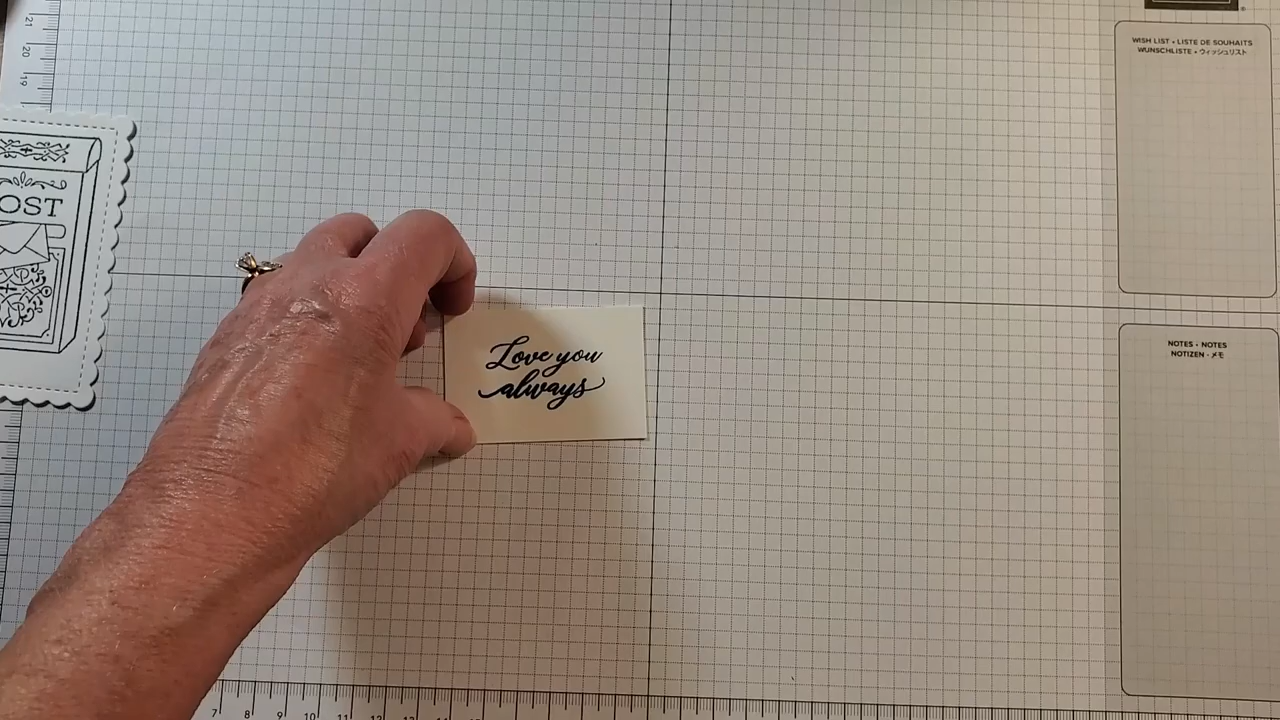 21
20
19
WISH LIST • LISTE DE SOUHAITS
WUNSCHLISTE • ウィッシュリスト
OST
Love you
always
NOTES • NOTES
NOTIZEN • メモ
7 8 9 10 11 12 13